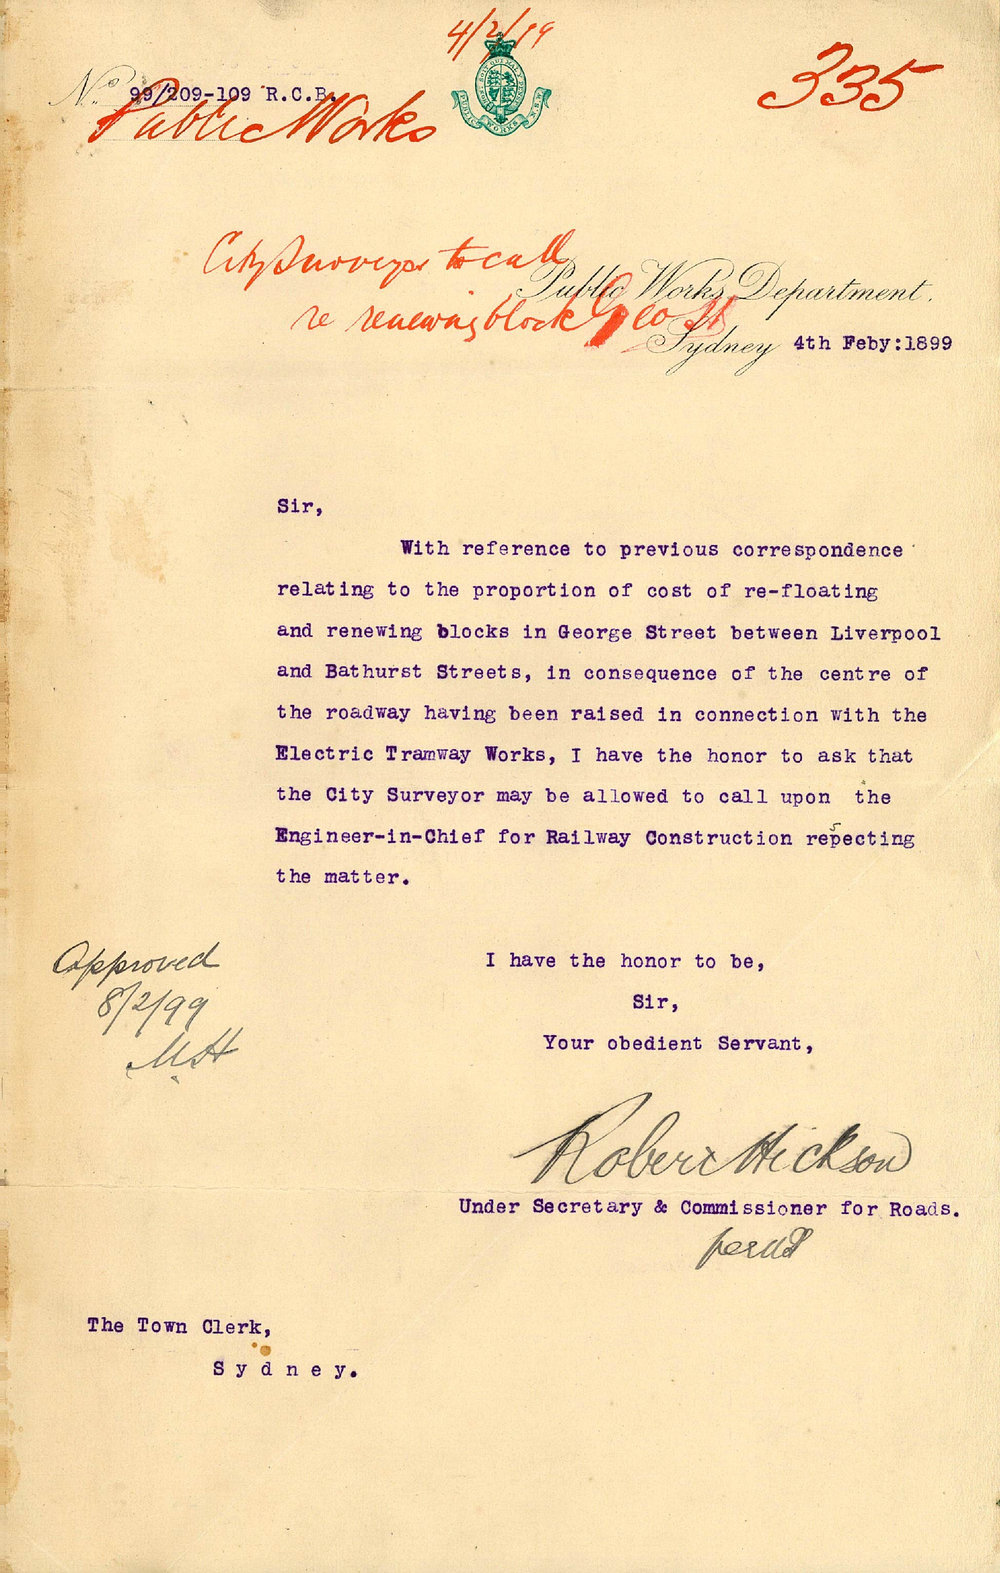 4/2/99
335
No. 99/209-109 R.C.B.
Public Works
PUBLIC WORKS N.S.W.
City Surveyor to call
re renewing block Geo St
Public Works Department.
Sydney 4th Feby:1899
Sir,
With reference to previous correspondence
relating to the proportion of cost of re-floating
and renewing blocks in George Street between Liverpool
and Bathurst Streets, in consequence of the centre of
the roadway having been raised in connection with the
Electric Tramway Works, I have the honor to ask that
the City Surveyor may be allowed to call upon the
Engineer-in-Chief for Railway Construction respecting
the matter.
Approved
8/2/99
M.H
I have the honor to be,
Sir,
Your obedient Servant,
Robert Hickson
Under Secretary & Commissioner for Roads.
per
The Town Clerk,
Sydney.